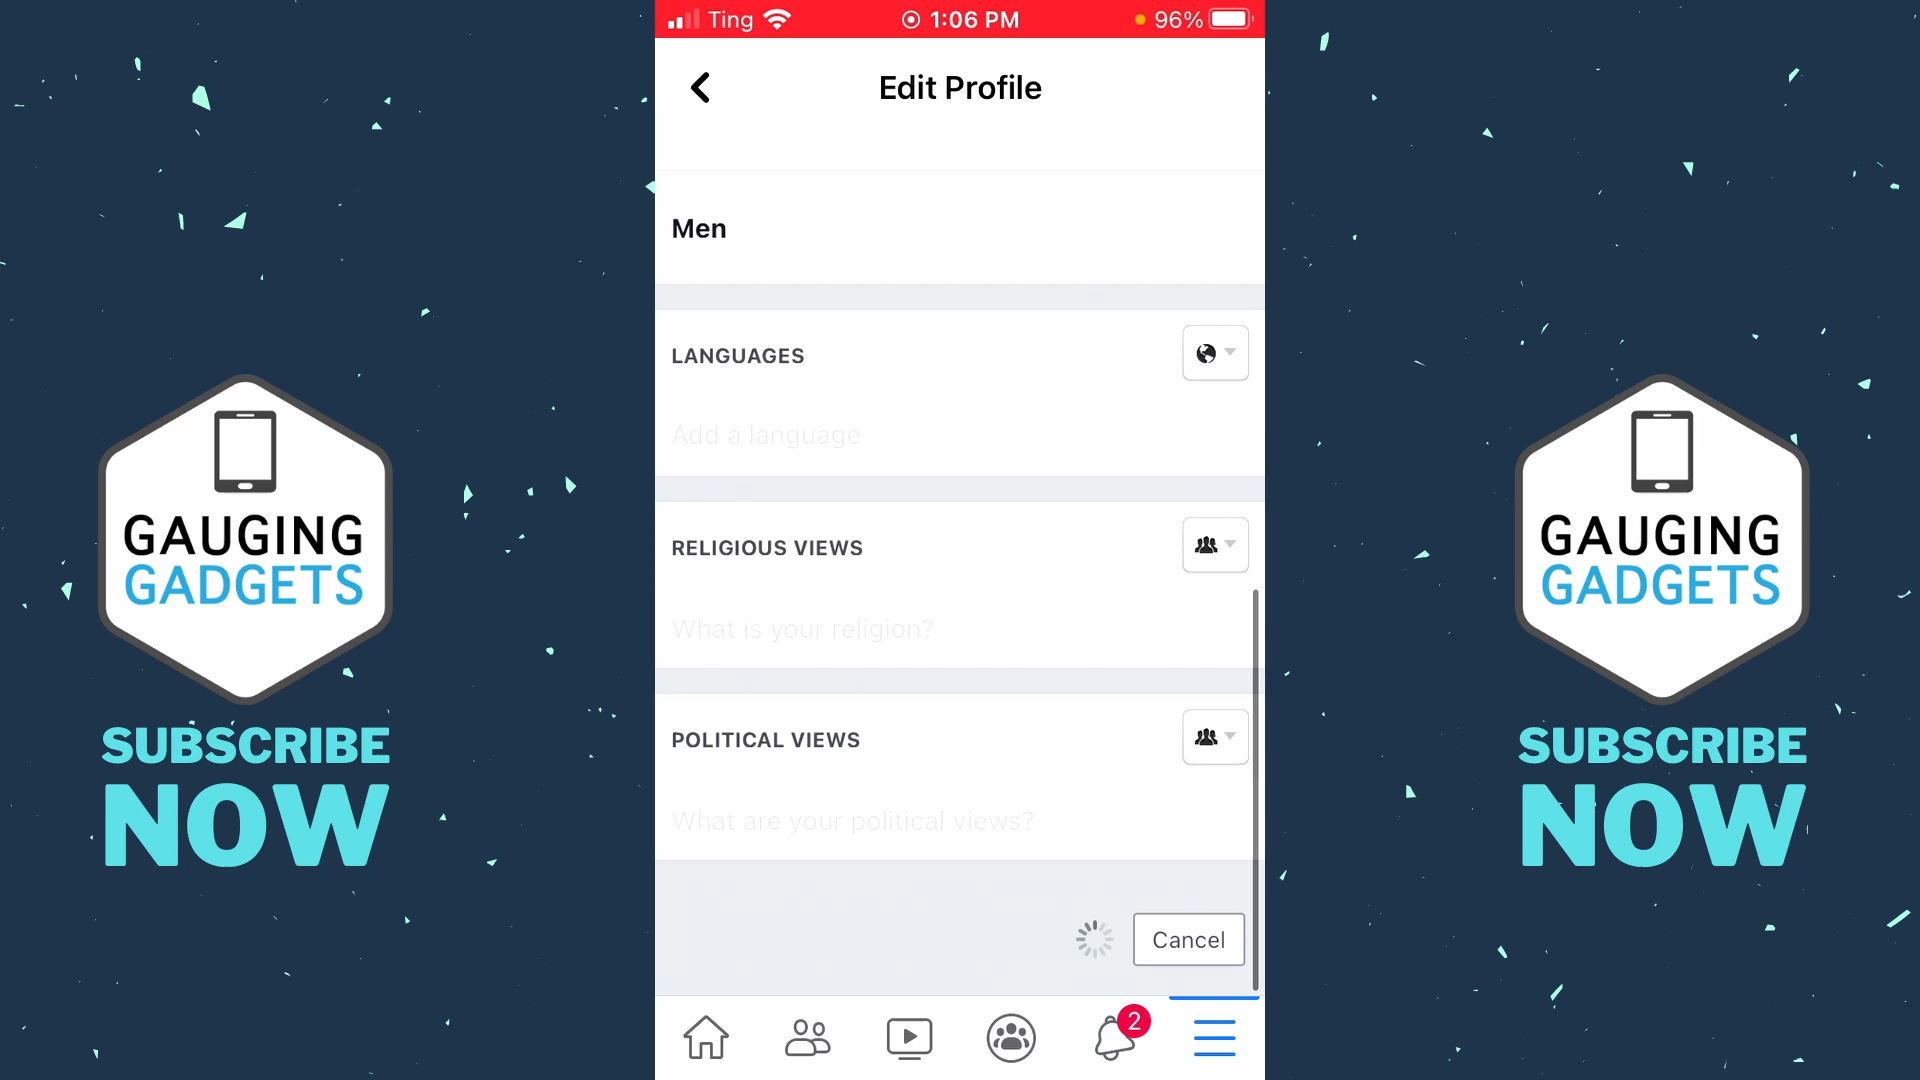 Ting
1:06 PM
96%
Edit Profile
Men
LANGUAGES
Add a language
RELIGIOUS VIEWS
What is your religion?
POLITICAL VIEWS
What are your political views?
Cancel
2
GAUGING
GADGETS
SUBSCRIBE
NOW
GAUGING
GADGETS
SUBSCRIBE
NOW